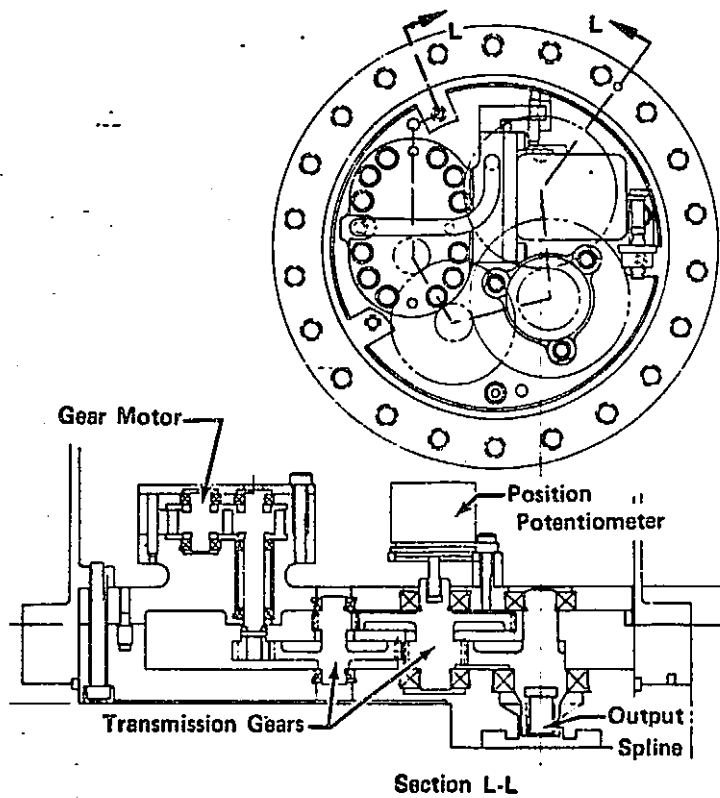 L
L
Gear Motor
Position
Potentiometer
Transmission Gears
Output
Spline
Section L-L